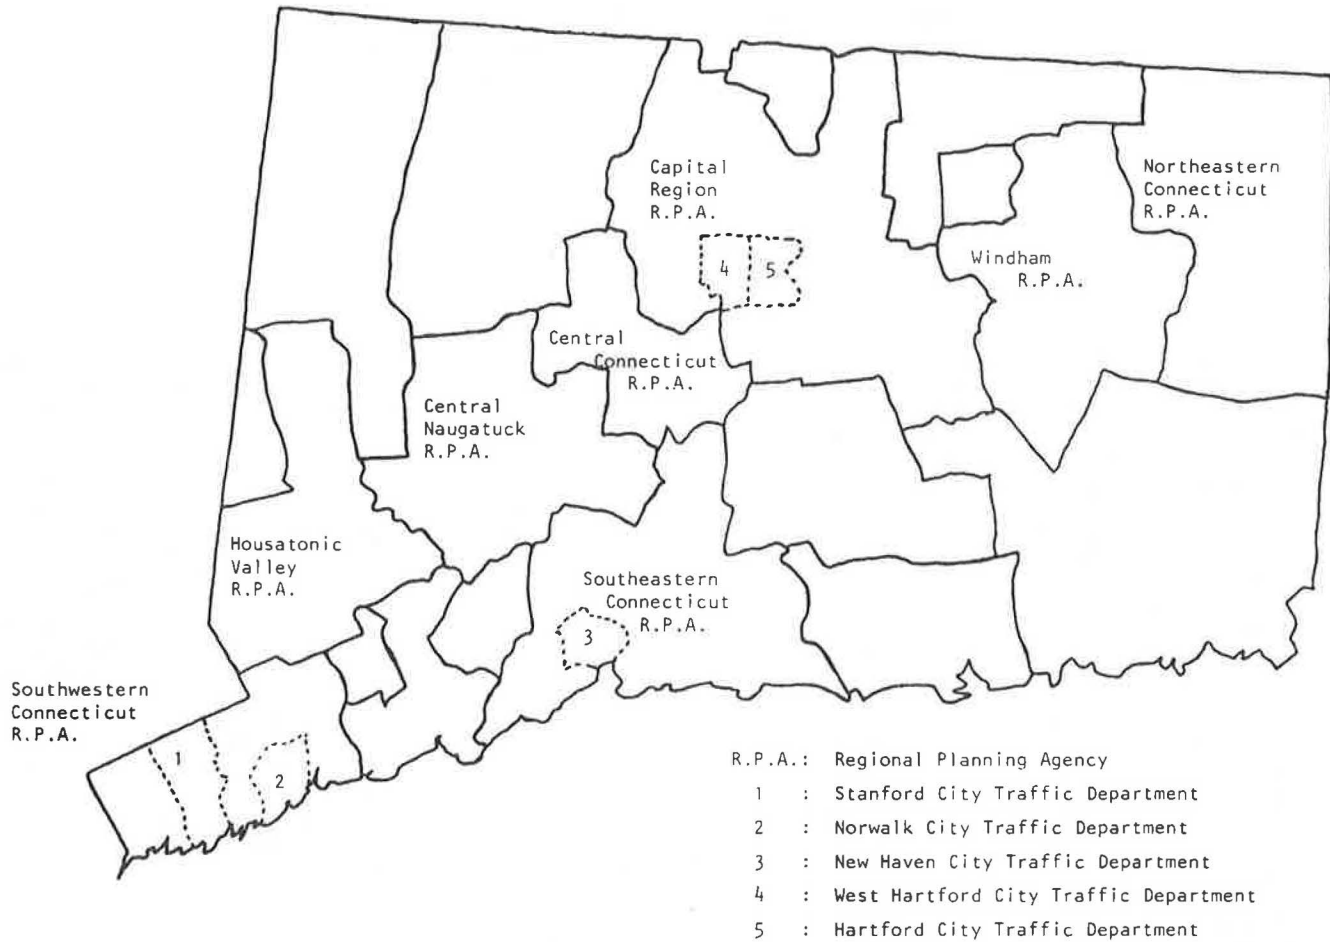 Capital
Region
R.P.A.
Northeastern
Connecticut
R.P.A.
4
5
Windham
R.P.A.
Central
Connecticut
R.P.A.
Central
Naugatuck
R.P.A.
Housatonic
Valley
R.P.A.
Southeastern
Connecticut
R.P.A.
3
Southwestern
Connecticut
R.P.A.
1
2
R.P.A.: Regional Planning Agency
1 : Stanford City Traffic Department
2 : Norwalk City Traffic Department
3 : New Haven City Traffic Department
4 : West Hartford City Traffic Department
5 : Hartford City Traffic Department